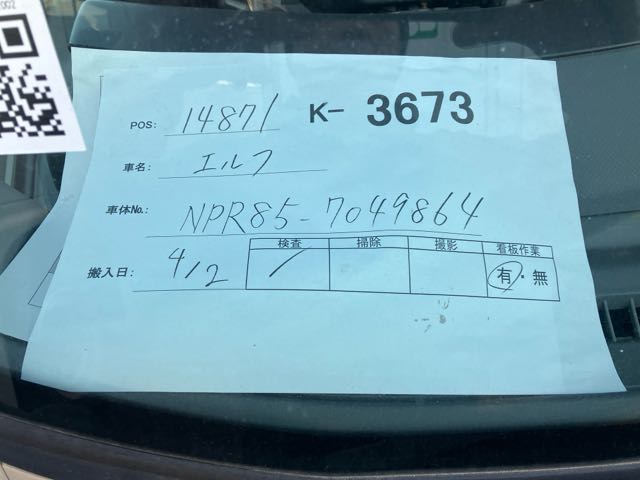 002
POS: 14871 K- 3673
車名: エルフ
車体No.: NPR85-7049864
検査 掃除 撮影 看板作業
搬入日: 4/2 ✓ 有・無